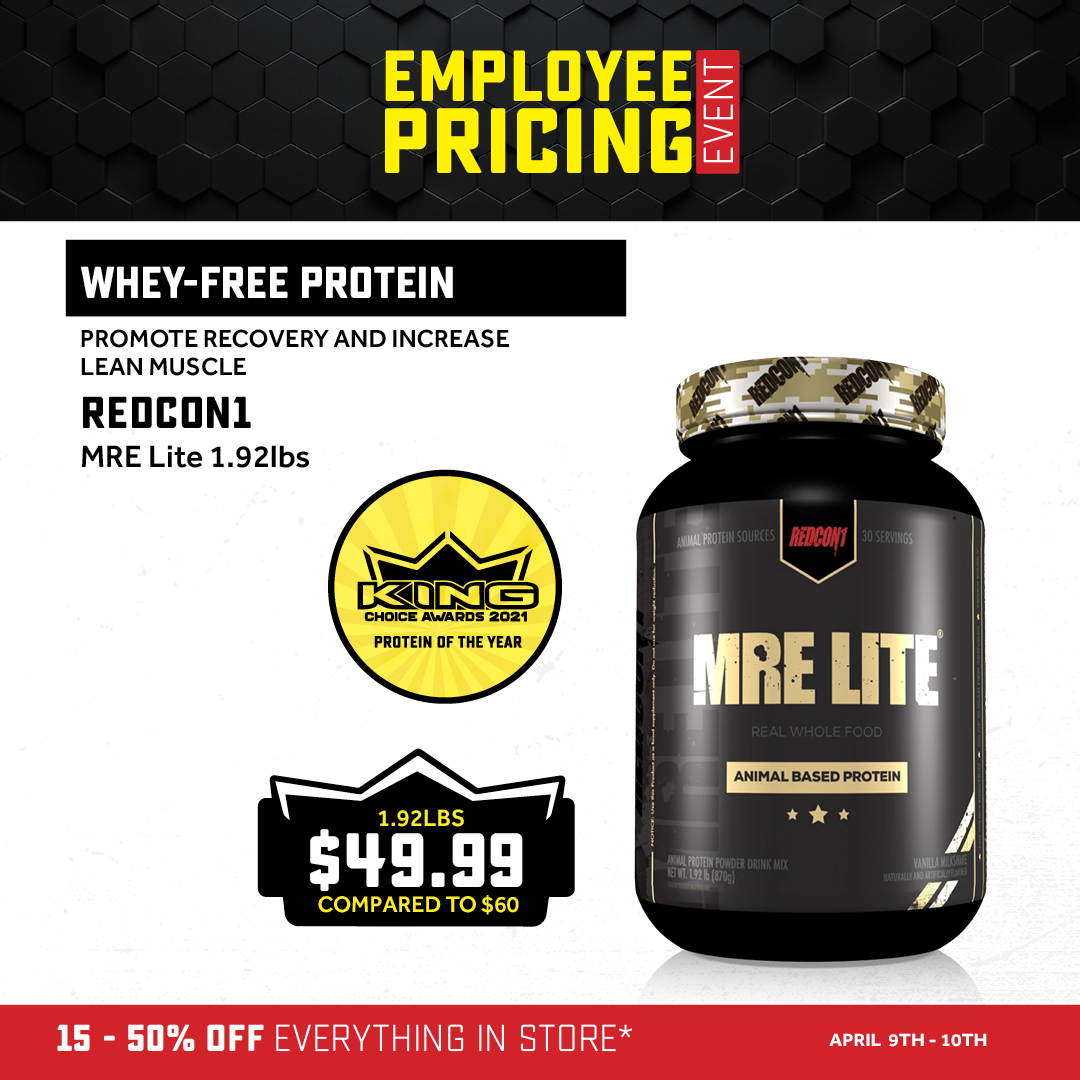 EMPLOYEE
PRICING
EVENT
WHEY-FREE PROTEIN
PROMOTE RECOVERY AND INCREASE
LEAN MUSCLE
REDCON1
MRE Lite 1.92lbs
KING
CHOICE AWARDS 2021
PROTEIN OF THE YEAR
1.92LBS
$49.99
COMPARED TO $60
REDCON1
REDCON1
REDCON1
ANIMAL PROTEIN SOURCES
REDCON1
30 SERVINGS
MRE LITE®
REAL WHOLE FOOD
ANIMAL BASED PROTEIN
ANIMAL PROTEIN POWDER DRINK MIX
NET WT. 1.92 lb (870g)
VANILLA MILKSHAKE
NATURALLY AND ARTIFICIALLY FLAVORED
15 - 50% OFF EVERYTHING IN STORE*
APRIL 9TH - 10TH